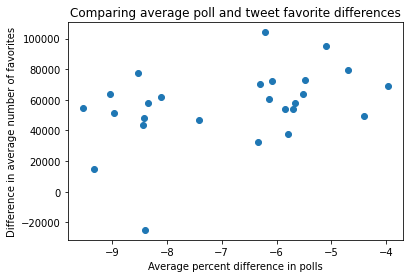 Comparing average poll and tweet favorite differences
Difference in average number of favorites
100000
80000
60000
40000
20000
0
−20000
−9 −8 −7 −6 −5 −4
Average percent difference in polls